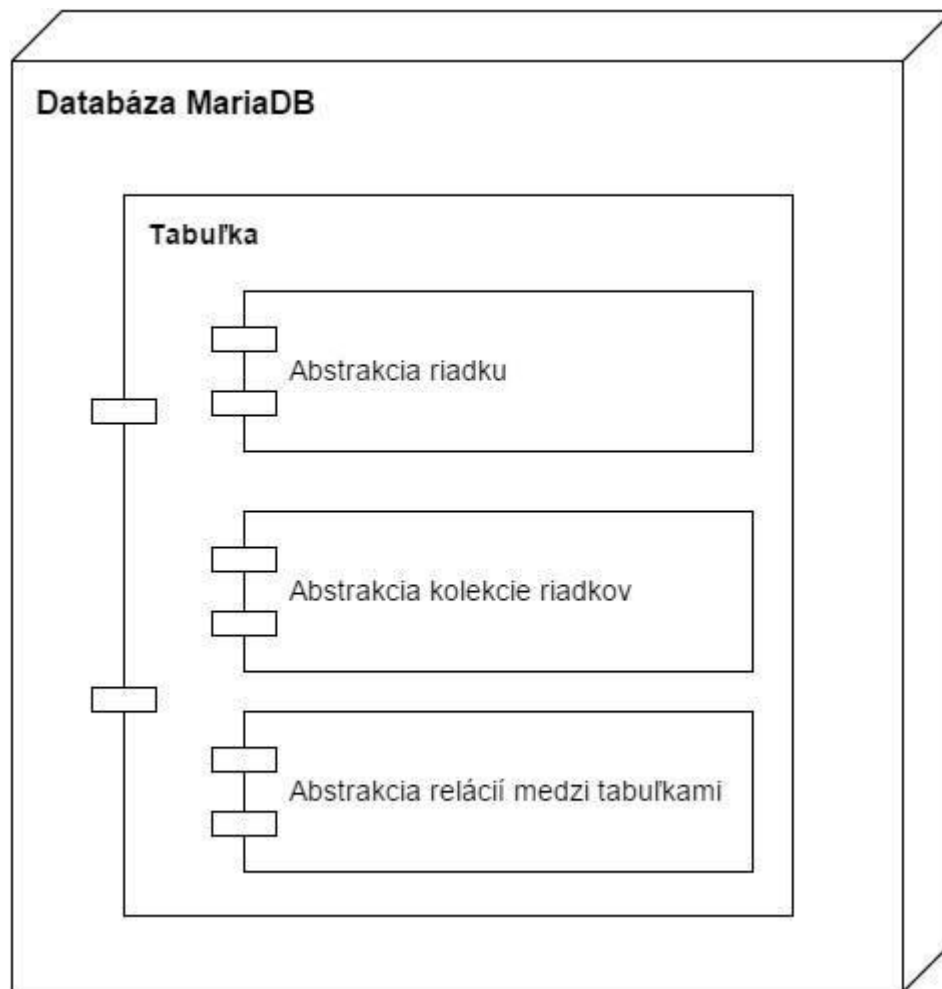 Databáza MariaDB
Tabuľka
Abstrakcia riadku
Abstrakcia kolekcie riadkov
Abstrakcia relácií medzi tabuľkami